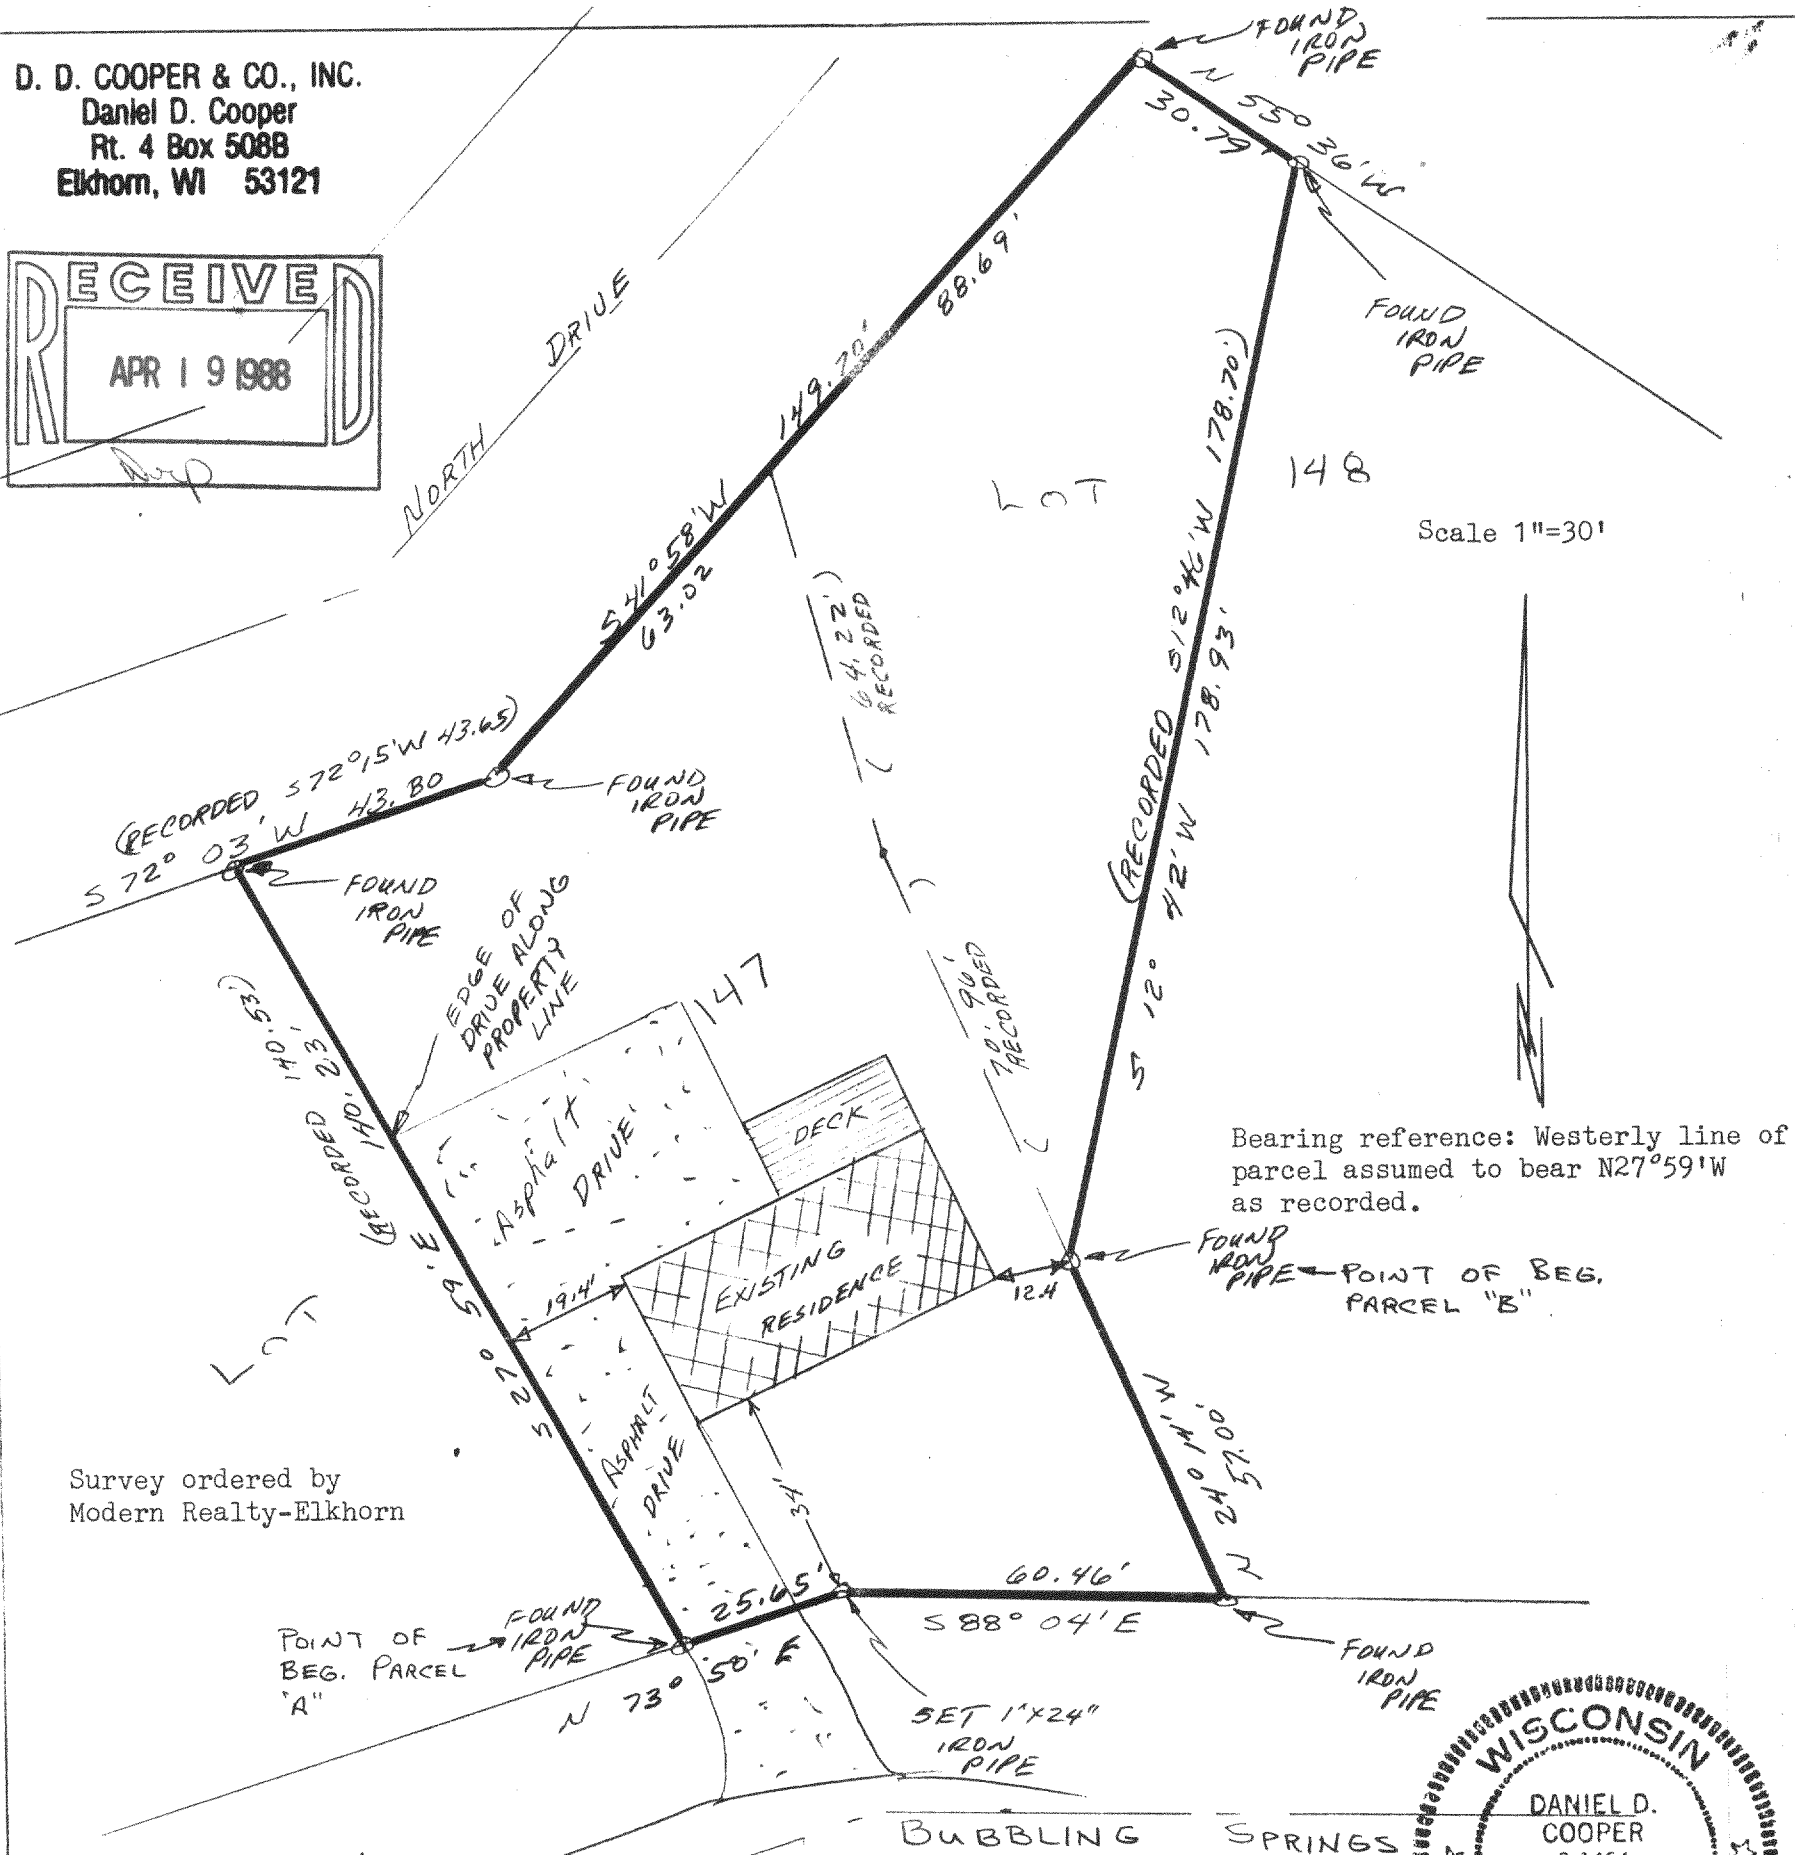 D. D. COOPER & CO., INC.
Daniel D. Cooper
Rt. 4 Box 508B
Elkhorn, WI 53121
RECEIVED
APR 19 1988
FOUND
IRON
PIPE
N 55° 36' W
30.79'
FOUND
IRON
PIPE
NORTH DRIVE
88.69'
149.20'
S 41° 58' W
63.02
LOT 148
Scale 1"=30'
(RECORDED S12°46'W 178.70')
S 12° 42' W 178.93'
(64.22')
RECORDED
(RECORDED S72°15'W 43.65)
S 72° 03' W 43.80
FOUND
IRON
PIPE
FOUND
IRON
PIPE
EDGE OF
DRIVE ALONG
PROPERTY
LINE
147
70.96'
RECORDED
N
(RECORDED 140.53')
140.23'
S 27° 59' E
Asphalt
DRIVE
DECK
Bearing reference: Westerly line of
parcel assumed to bear N27°59'W
as recorded.
EXISTING
RESIDENCE
19.4'
12.4
FOUND
IRON
PIPE
POINT OF BEG.
PARCEL "B"
LOT
N 24° 14' W
57.00'
ASPHALT
DRIVE
34'
Survey ordered by
Modern Realty-Elkhorn
25.65'
N 73° 50' E
60.46'
S 88° 04' E
POINT OF
BEG. PARCEL
"A"
FOUND
IRON
PIPE
FOUND
IRON
PIPE
SET 1"X24"
IRON
PIPE
BUBBLING SPRINGS
WISCONSIN
DANIEL D.
COOPER